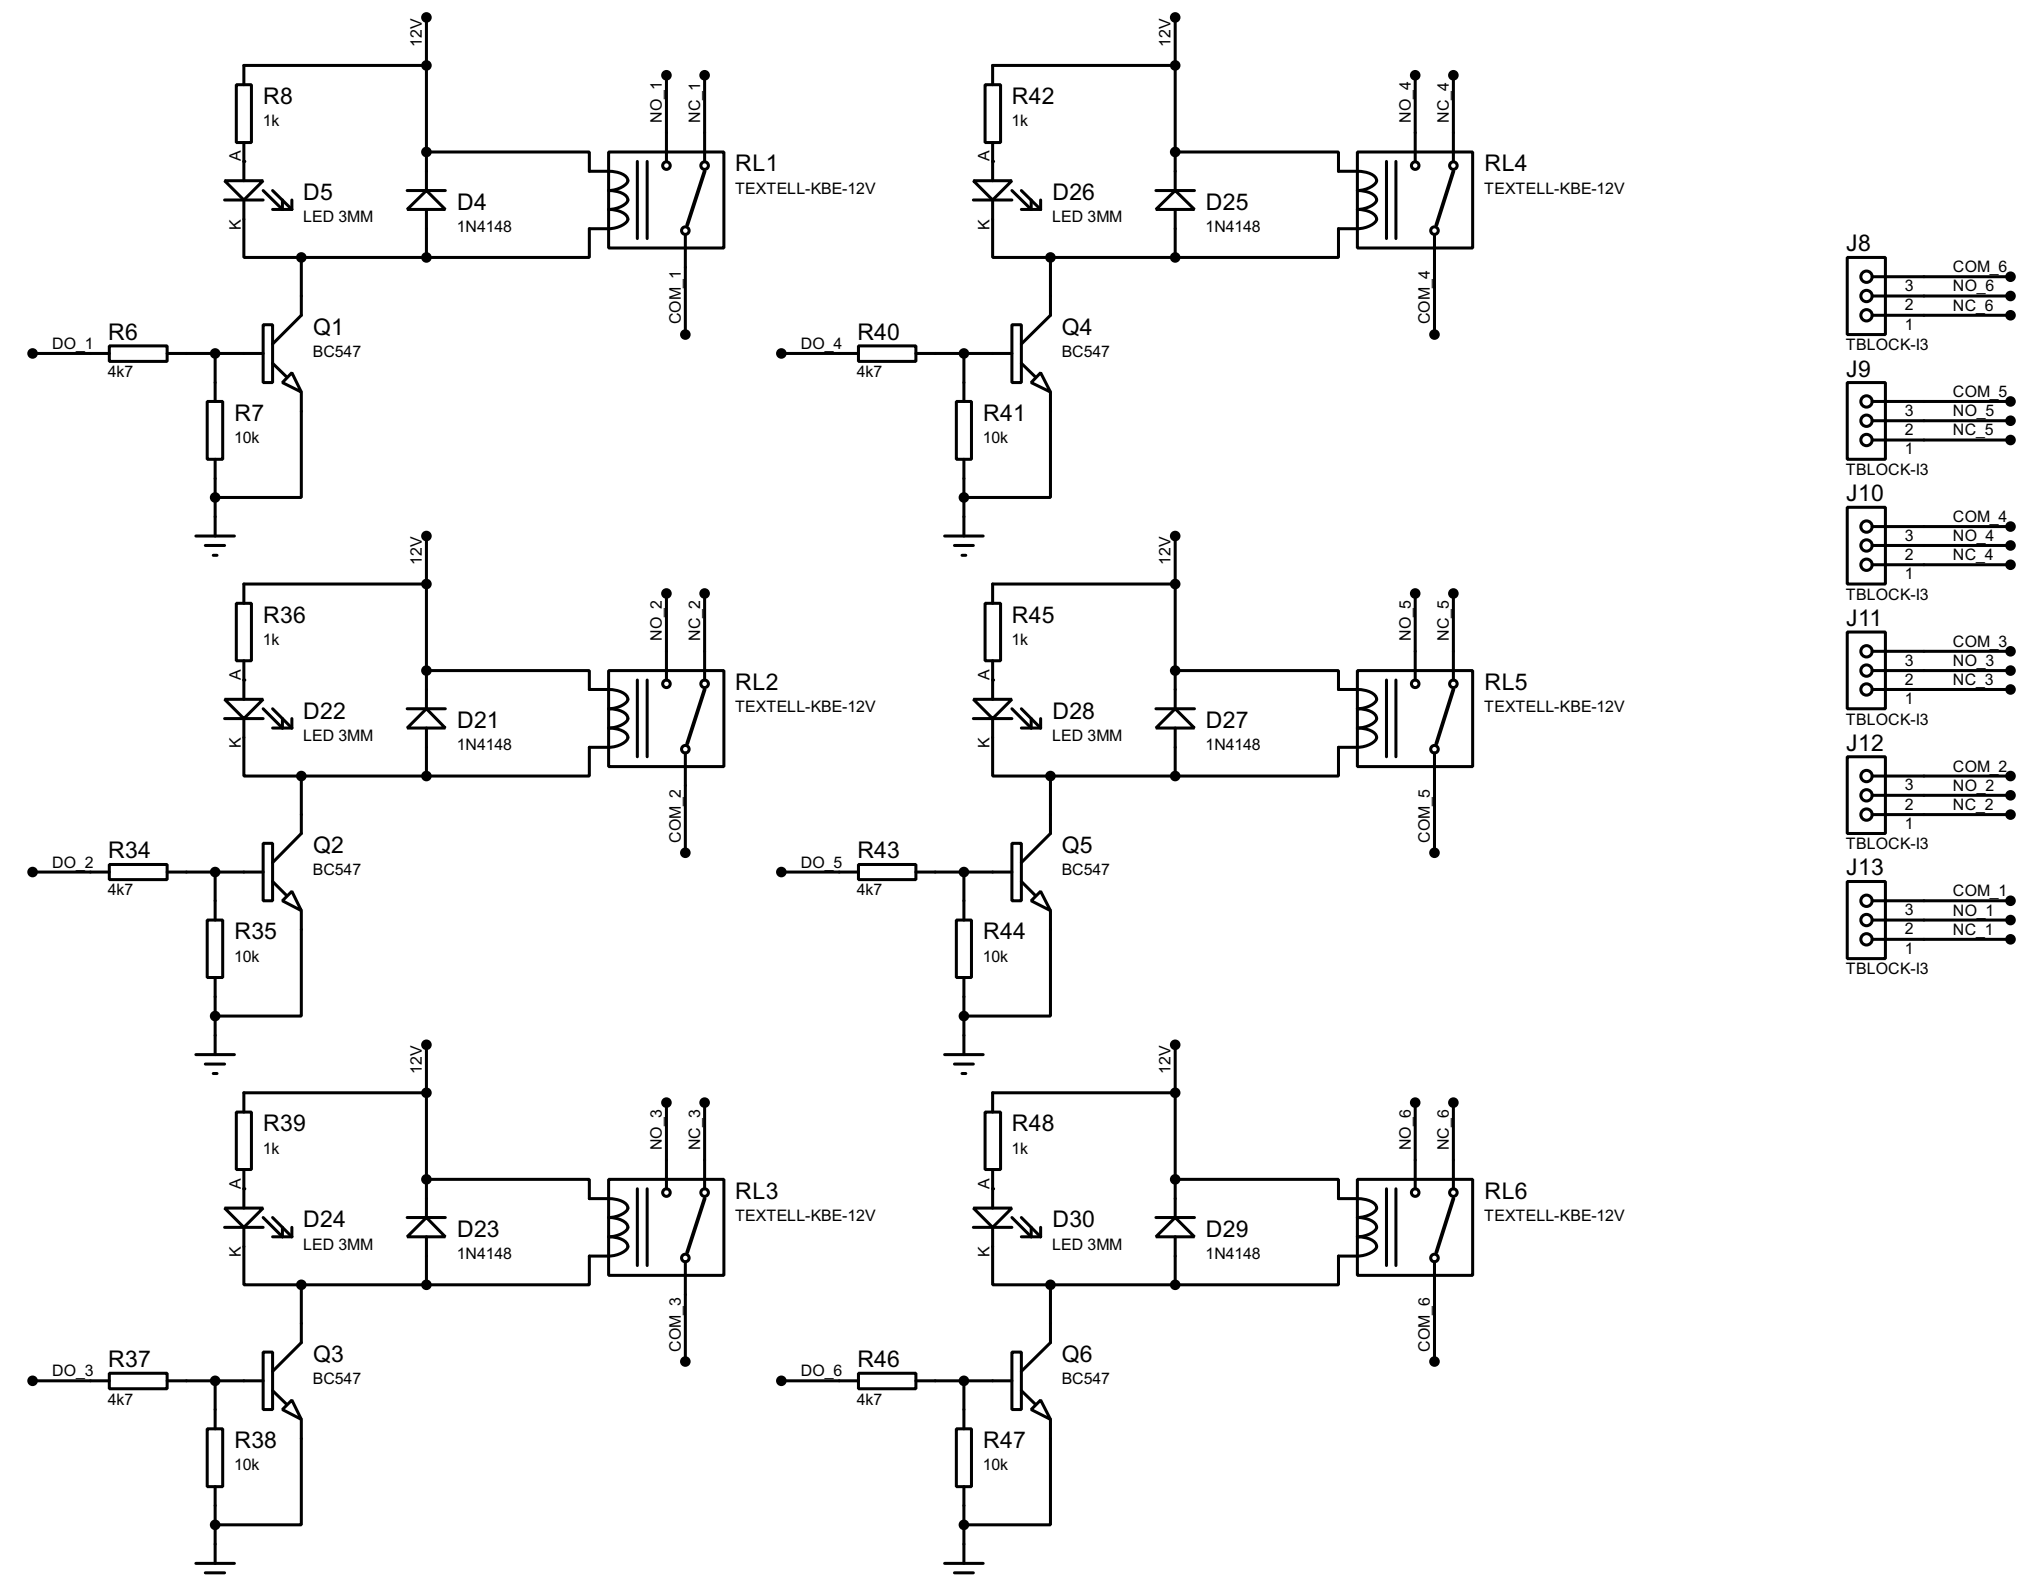 12V
R8
1k
A
D5
LED 3MM
K
D4
1N4148
NO_1
NC_1
RL1
TEXTELL-KBE-12V
COM_1
DO_1
R6
4k7
Q1
BC547
R7
10k
12V
R42
1k
A
D26
LED 3MM
K
D25
1N4148
NO_4
NC_4
RL4
TEXTELL-KBE-12V
COM_4
DO_4
R40
4k7
Q4
BC547
R41
10k
12V
R36
1k
A
D22
LED 3MM
K
D21
1N4148
NO_2
NC_2
RL2
TEXTELL-KBE-12V
COM_2
DO_2
R34
4k7
Q2
BC547
R35
10k
12V
R45
1k
A
D28
LED 3MM
K
D27
1N4148
NO_5
NC_5
RL5
TEXTELL-KBE-12V
COM_5
DO_5
R43
4k7
Q5
BC547
R44
10k
12V
R39
1k
A
D24
LED 3MM
K
D23
1N4148
NO_3
NC_3
RL3
TEXTELL-KBE-12V
COM_3
DO_3
R37
4k7
Q3
BC547
R38
10k
12V
R48
1k
A
D30
LED 3MM
K
D29
1N4148
NO_6
NC_6
RL6
TEXTELL-KBE-12V
COM_6
DO_6
R46
4k7
Q6
BC547
R47
10k
J8
COM_6
3 NO_6
2 NC_6
1
TBLOCK-I3
J9
COM_5
3 NO_5
2 NC_5
1
TBLOCK-I3
J10
COM_4
3 NO_4
2 NC_4
1
TBLOCK-I3
J11
COM_3
3 NO_3
2 NC_3
1
TBLOCK-I3
J12
COM_2
3 NO_2
2 NC_2
1
TBLOCK-I3
J13
COM_1
3 NO_1
2 NC_1
1
TBLOCK-I3